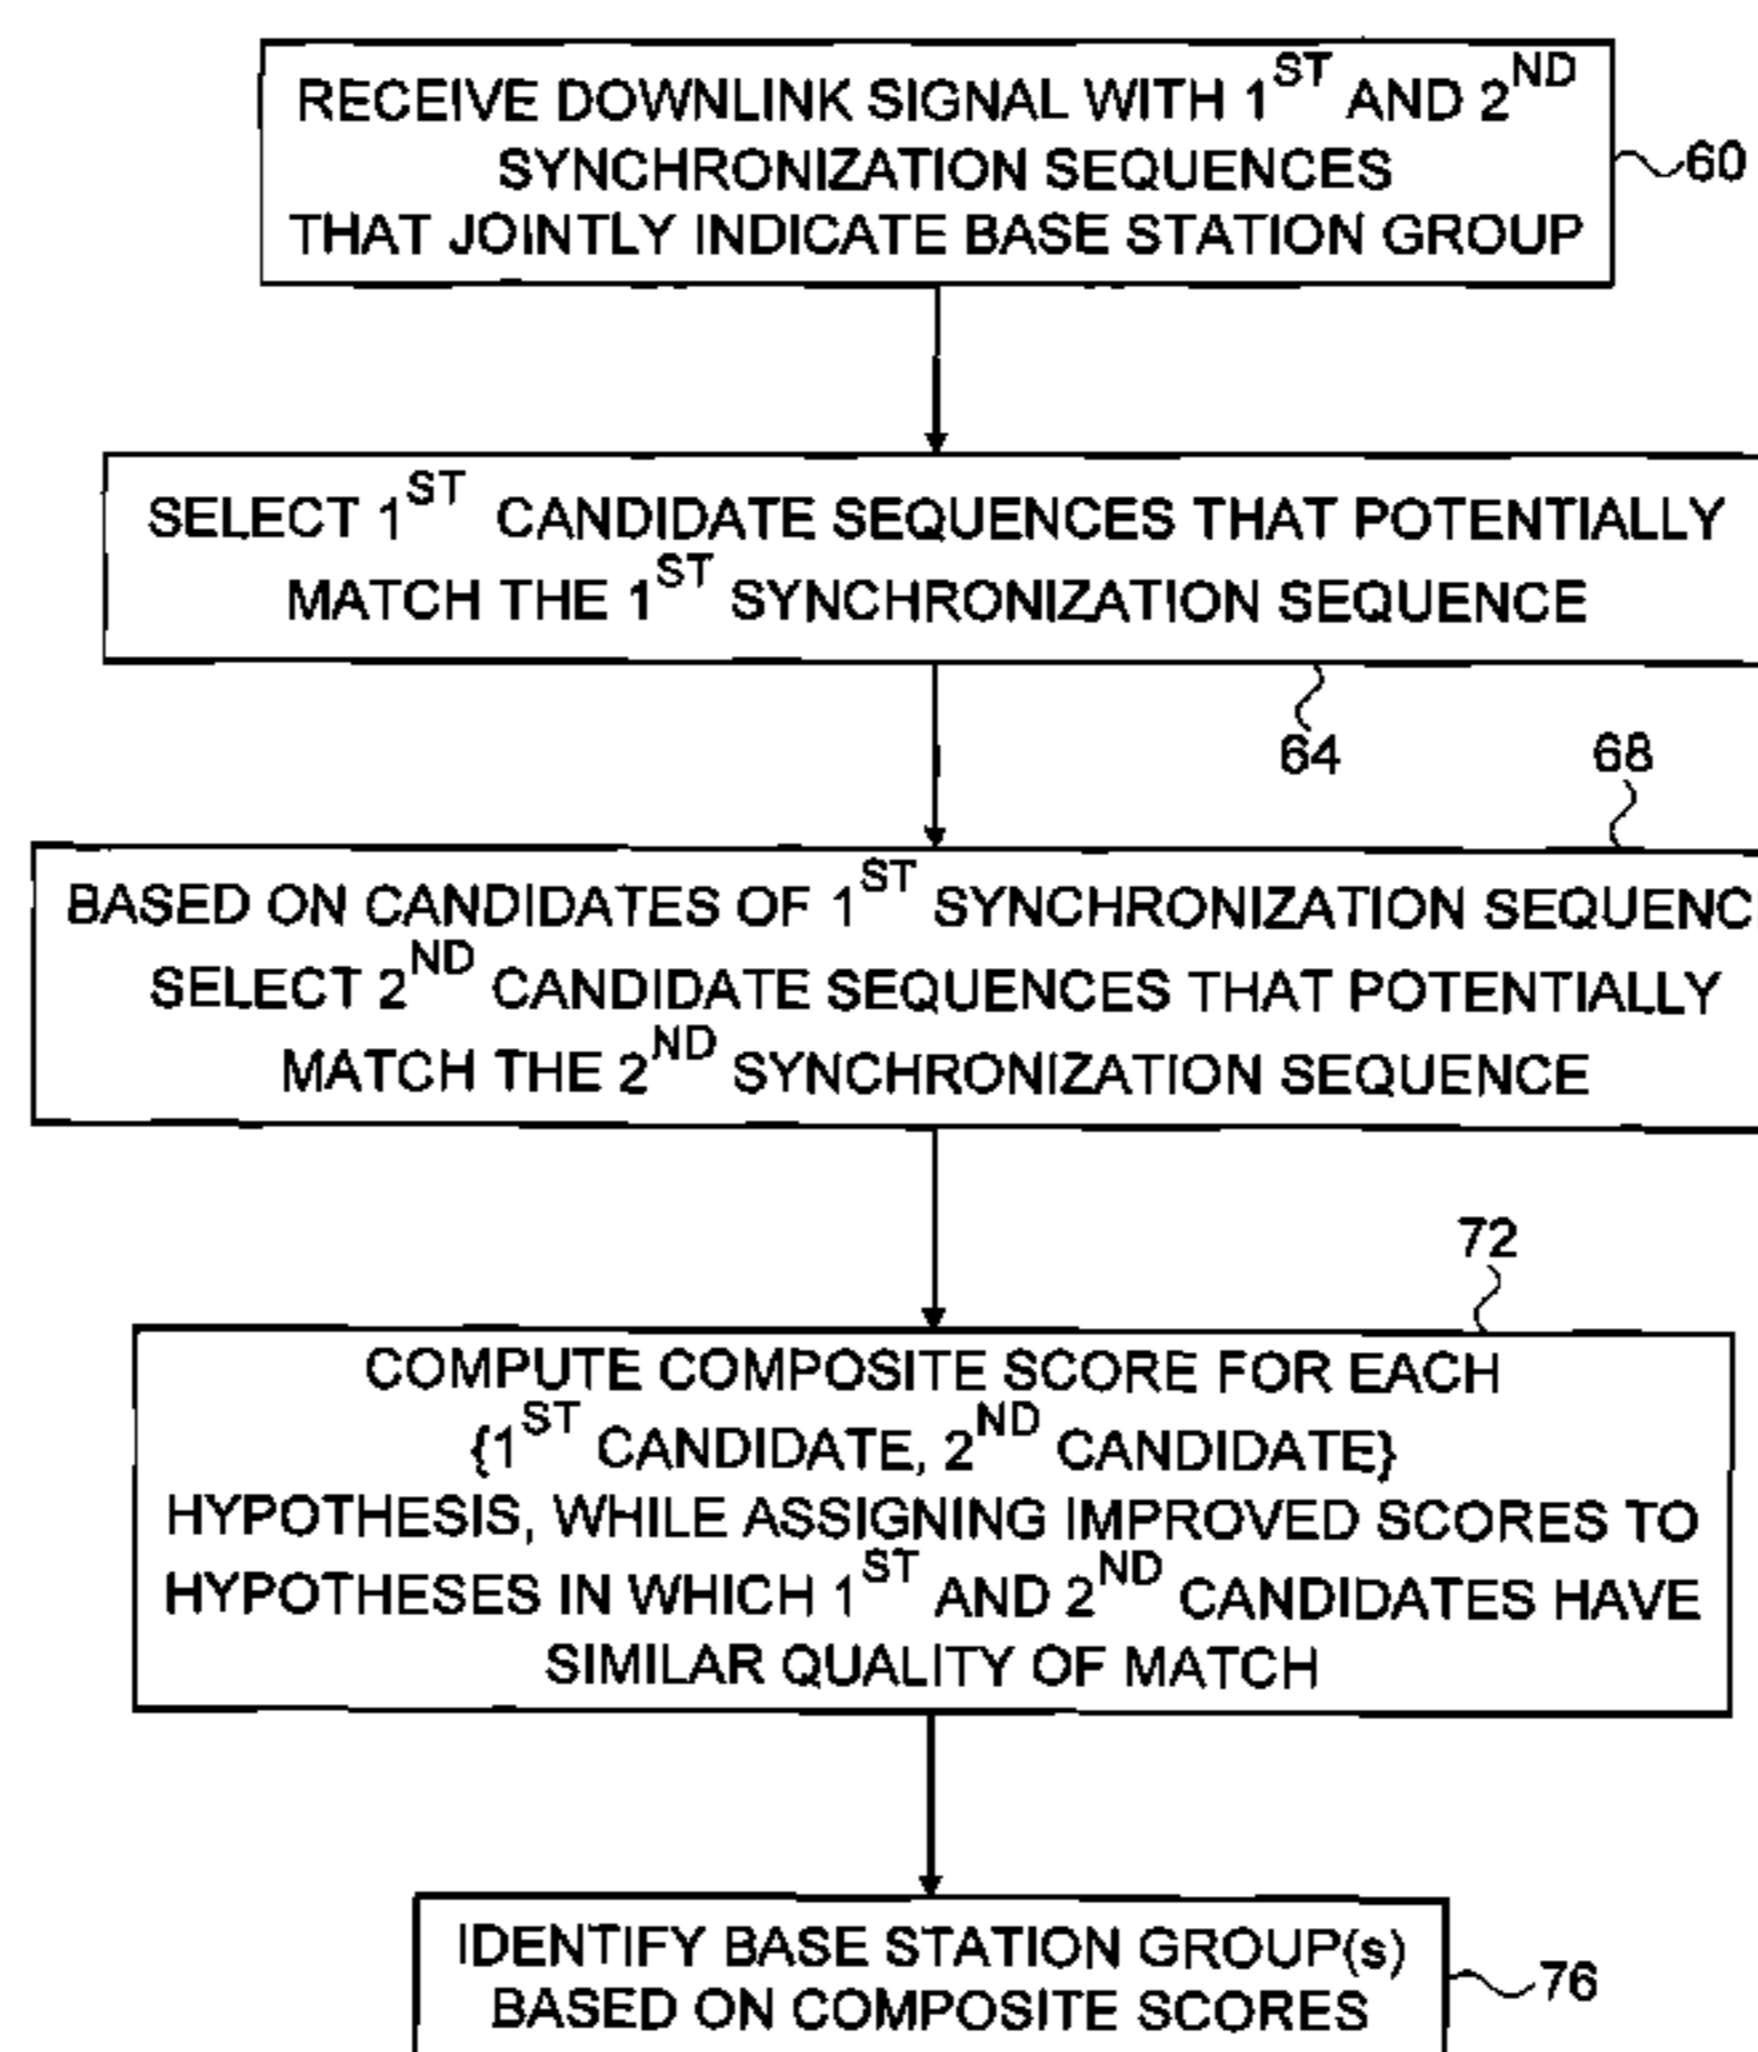 RECEIVE DOWNLINK SIGNAL WITH 1ST AND 2ND
SYNCHRONIZATION SEQUENCES
THAT JOINTLY INDICATE BASE STATION GROUP
60
SELECT 1ST CANDIDATE SEQUENCES THAT POTENTIALLY
MATCH THE 1ST SYNCHRONIZATION SEQUENCE
64
68
BASED ON CANDIDATES OF 1ST SYNCHRONIZATION
SELECT 2ND CANDIDATE SEQUENCES THAT POTENTIALLY
MATCH THE 2ND SYNCHRONIZATION SEQUENCE
72
COMPUTE COMPOSITE SCORE FOR EACH
{1ST CANDIDATE, 2ND CANDIDATE}
HYPOTHESIS, WHILE ASSIGNING IMPROVED SCORES TO
HYPOTHESES IN WHICH 1ST AND 2ND CANDIDATES HAVE
SIMILAR QUALITY OF MATCH
IDENTIFY BASE STATION GROUP(s)
BASED ON COMPOSITE SCORES
76